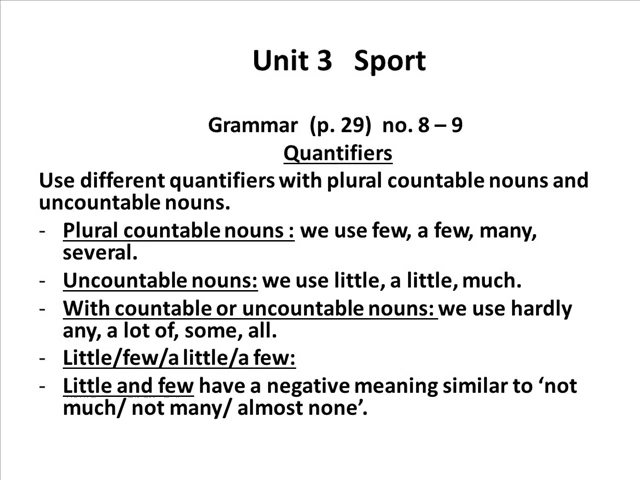 Unit 3   Sport
Grammar  (p. 29)  no. 8 – 9
Quantifiers
Use different quantifiers with plural countable nouns and
uncountable nouns.
- Plural countable nouns : we use few, a few, many,
several.
- Uncountable nouns: we use little, a little, much.
- With countable or uncountable nouns: we use hardly
any, a lot of, some, all.
- Little/few/a little/a few:
- Little and few have a negative meaning similar to ‘not
much/ not many/ almost none’.